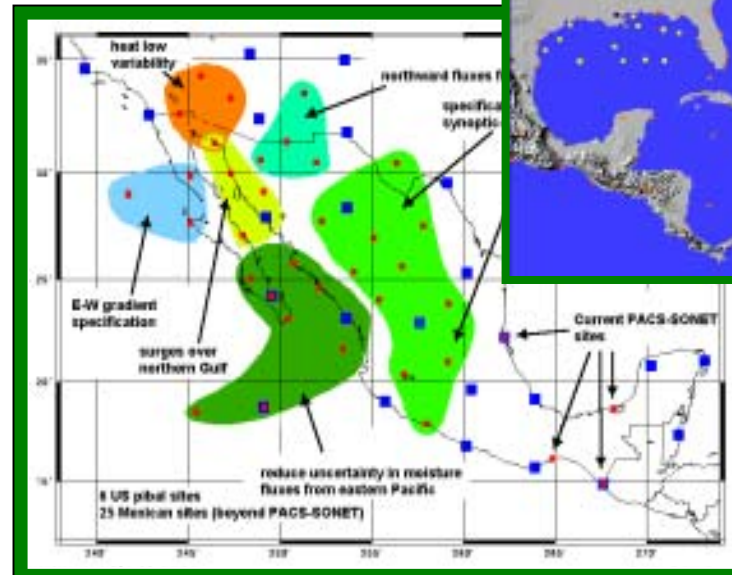 heat low
variability
northward fluxes f
specifica
synoptic
E-W gradient
specification
surges over
northern Gulf
Current PACS-SONET
sites
reduce uncertainty in moisture
fluxes from eastern Pacific
6 US pibal sites
25 Mexican sites (beyond PACS-SONET)